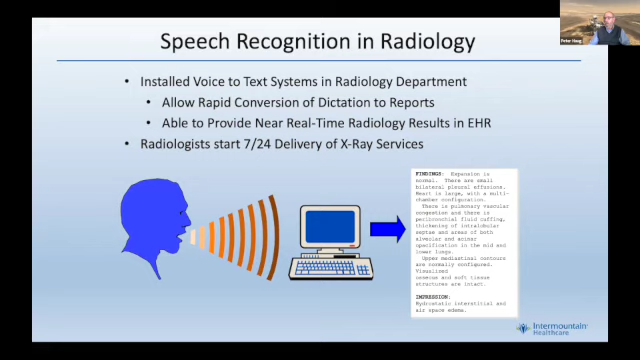 Speech Recognition in Radiology
• Installed Voice to Text Systems in Radiology Department
• Allow Rapid Conversion of Dictation to Reports
• Able to Provide Near Real-Time Radiology Results in EHR
• Radiologists start 7/24 Delivery of X-Ray Services
FINDINGS: Expansion is
normal. There are small
bilateral pleural effusions.
Heart is large, with a multi-
chamber configuration.
There is pulmonary vascular
congestion and there is
peribronchial fluid cuffing,
thickening of intralobular
septae and areas of both
alveolar and acinar
opacification in the mid and
lower lungs.
Upper mediastinal contours
are normally configured.
Visualized
osseous and soft tissue
structures are intact.
IMPRESSION:
Hydrostatic interstitial and
air space edema.
Intermountain
Healthcare
Peter Haug